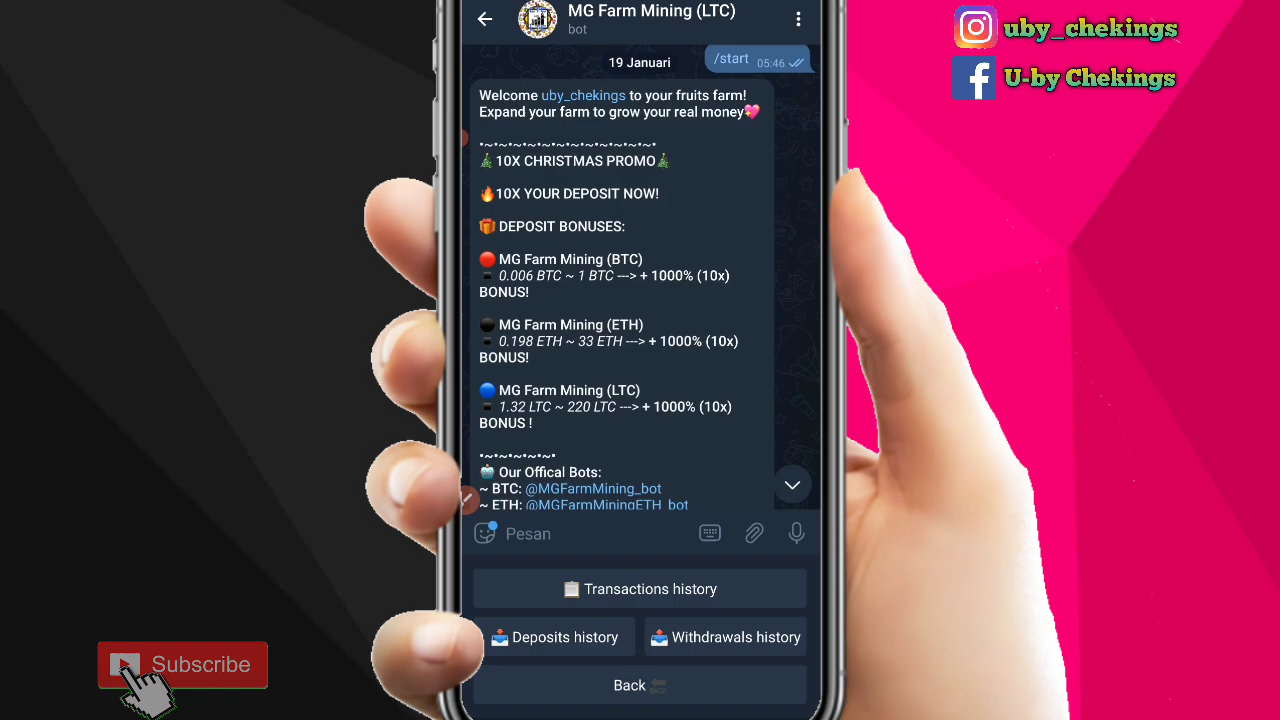 MG Farm Mining (LTC)
bot
uby_chekings
U-by Chekings
/start 05:46
19 Januari
Welcome uby_chekings to your fruits farm!
Expand your farm to grow your real money💖
•~•~•~•~•~•~•~•~•~•~•~•
🎄10X CHRISTMAS PROMO🎄
🔥10X YOUR DEPOSIT NOW!
🎁 DEPOSIT BONUSES:
🔴 MG Farm Mining (BTC)
0.006 BTC ~ 1 BTC ---> + 1000% (10x)
BONUS!
⚫ MG Farm Mining (ETH)
0.198 ETH ~ 33 ETH ---> + 1000% (10x)
BONUS!
🔵 MG Farm Mining (LTC)
1.32 LTC ~ 220 LTC ---> + 1000% (10x)
BONUS !
•~•~•~•~•~•
🤖 Our Offical Bots:
~ BTC: @MGFarmMining_bot
~ ETH: @MGFarmMiningETH_bot
Pesan
📋 Transactions history
📤 Deposits history
📤 Withdrawals history
Back 🔙
Subscribe